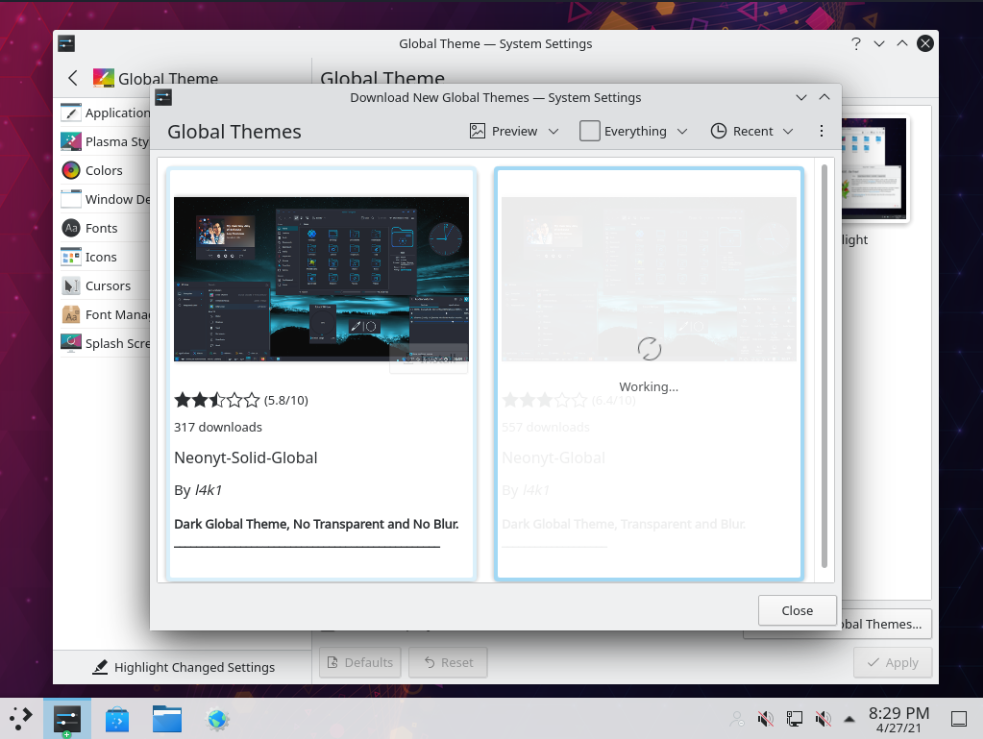 Global Theme — System Settings
Global Theme
Global Theme
Download New Global Themes — System Settings
Global Themes
Preview
Everything
Recent
Application
Plasma Sty
Colors
Window De
Fonts
Icons
Cursors
Font Mana
Splash Scre
light
(5.8/10)
317 downloads
Neonyt-Solid-Global
By l4k1
Dark Global Theme, No Transparent and No Blur.
Working...
(6.4/10)
557 downloads
Neonyt-Global
By l4k1
Dark Global Theme, Transparent and Blur.
Close
bal Themes...
Highlight Changed Settings
Defaults
Reset
Apply
8:29 PM
4/27/21